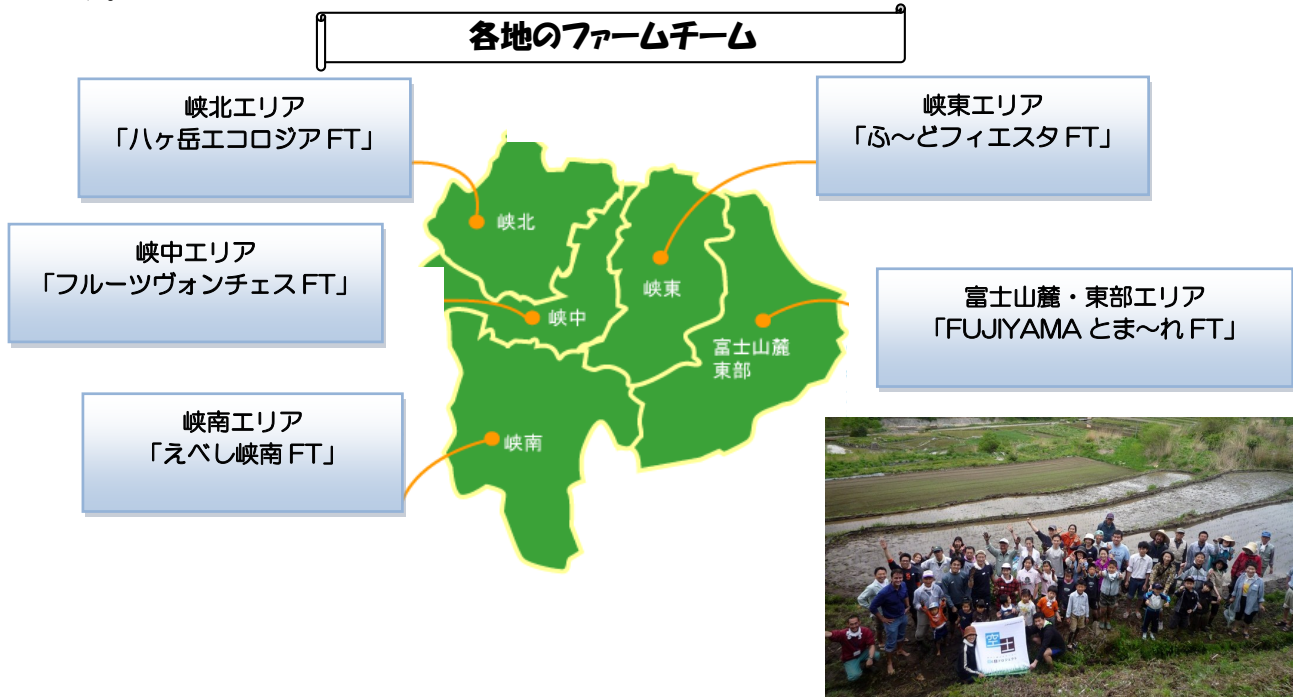 各地のファームチーム
峡北エリア
「八ヶ岳エコロジアFT」
峡東エリア
「ふ～どフィエスタFT」
峡中エリア
「フルーツヴォンチェスFT」
富士山麓・東部エリア
「FUJIYAMAとま～れFT」
峡南エリア
「えべし峡南FT」
峡北
峡東
峡中
富士山麓
東部
峡南
空土